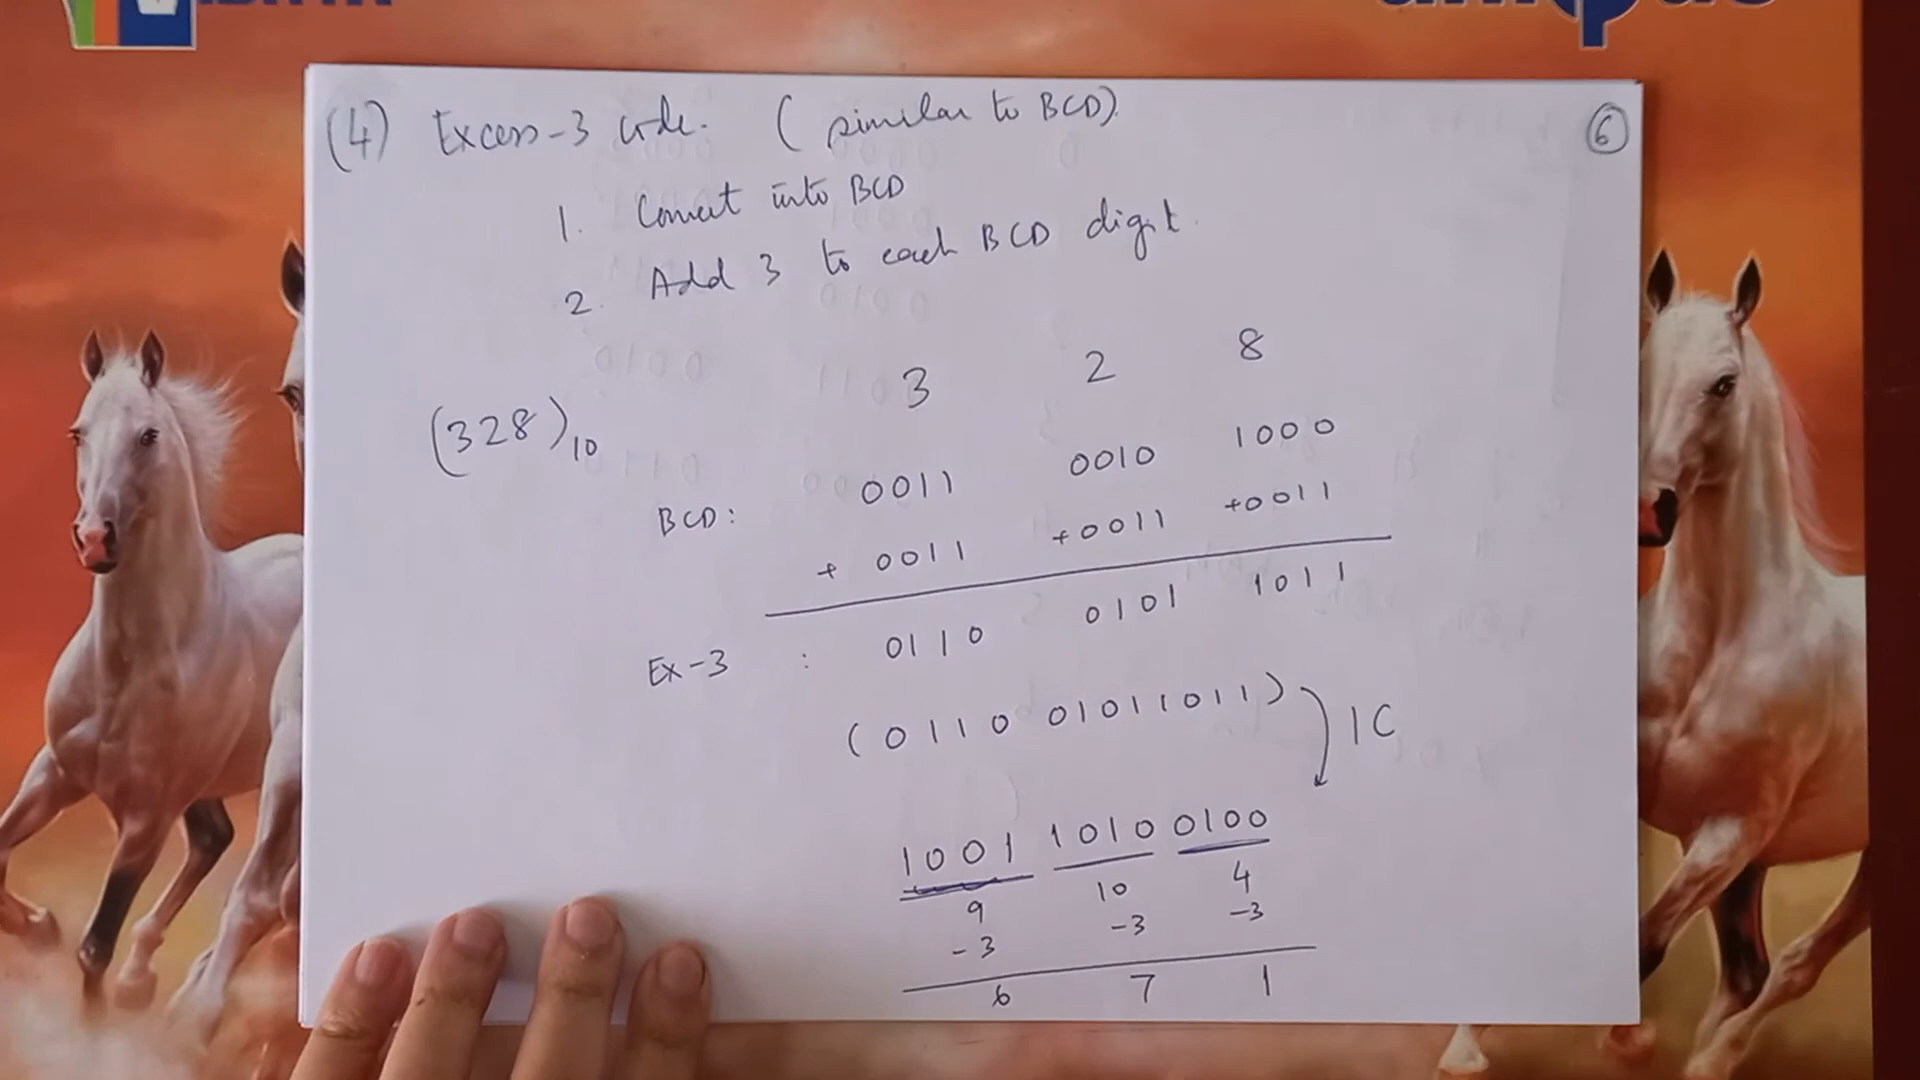 (4) Excess-3 code. (similar to BCD). 6
1. Convert into BCD
2. Add 3 to each BCD digit.
3 2 8
(328)10
BCD: 0011 0010 1000
+ 0011 +0011 +0011
Ex-3 : 0110 0101 1011
(0110 01011011) 1C
1001 1010 0100
9 10 4
-3 -3 -3
6 7 1